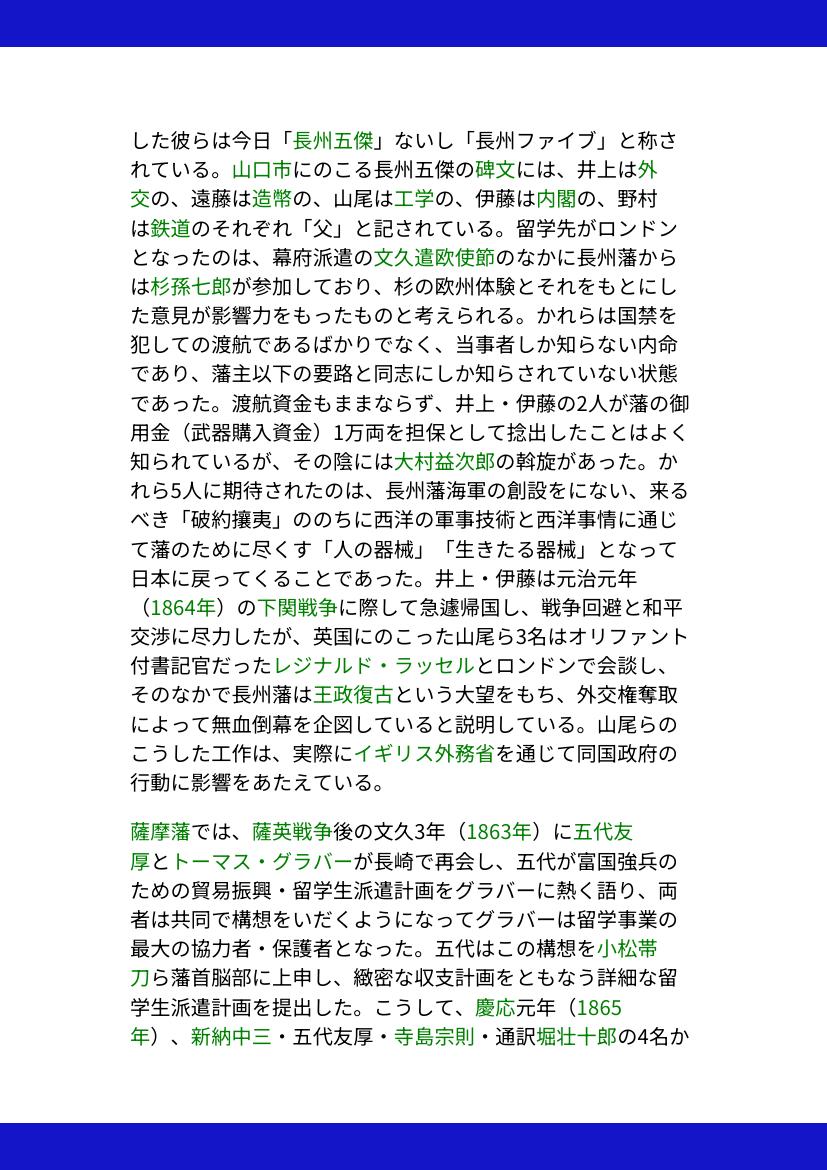 した彼らは今日「長州五傑」ないし「長州ファイブ」と称さ
れている。山口市にのこる長州五傑の碑文には、井上は外
交の、遠藤は造幣の、山尾は工学の、伊藤は内閣の、野村
は鉄道のそれぞれ「父」と記されている。留学先がロンドン
となったのは、幕府派遣の文久遣欧使節のなかに長州藩から
は杉孫七郎が参加しており、杉の欧州体験とそれをもとにし
た意見が影響力をもったものと考えられる。かれらは国禁を
犯しての渡航であるばかりでなく、当事者しか知らない内命
であり、藩主以下の要路と同志にしか知らされていない状態
であった。渡航資金もままならず、井上・伊藤の2人が藩の御
用金（武器購入資金）1万両を担保として捻出したことはよく
知られているが、その陰には大村益次郎の斡旋があった。か
れら5人に期待されたのは、長州藩海軍の創設をにない、来る
べき「破約攘夷」ののちに西洋の軍事技術と西洋事情に通じ
て藩のために尽くす「人の器械」「生きたる器械」となって
日本に戻ってくることであった。井上・伊藤は元治元年
（1864年）の下関戦争に際して急遽帰国し、戦争回避と和平
交渉に尽力したが、英国にのこった山尾ら3名はオリファント
付書記官だったレジナルド・ラッセルとロンドンで会談し、
そのなかで長州藩は王政復古という大望をもち、外交権奪取
によって無血倒幕を企図していると説明している。山尾らの
こうした工作は、実際にイギリス外務省を通じて同国政府の
行動に影響をあたえている。
薩摩藩では、薩英戦争後の文久3年（1863年）に五代友
厚とトーマス・グラバーが長崎で再会し、五代が富国強兵の
ための貿易振興・留学生派遣計画をグラバーに熱く語り、両
者は共同で構想をいだくようになってグラバーは留学事業の
最大の協力者・保護者となった。五代はこの構想を小松帯
刀ら藩首脳部に上申し、緻密な収支計画をともなう詳細な留
学生派遣計画を提出した。こうして、慶応元年（1865
年）、新納中三・五代友厚・寺島宗則・通訳堀壮十郎の4名か